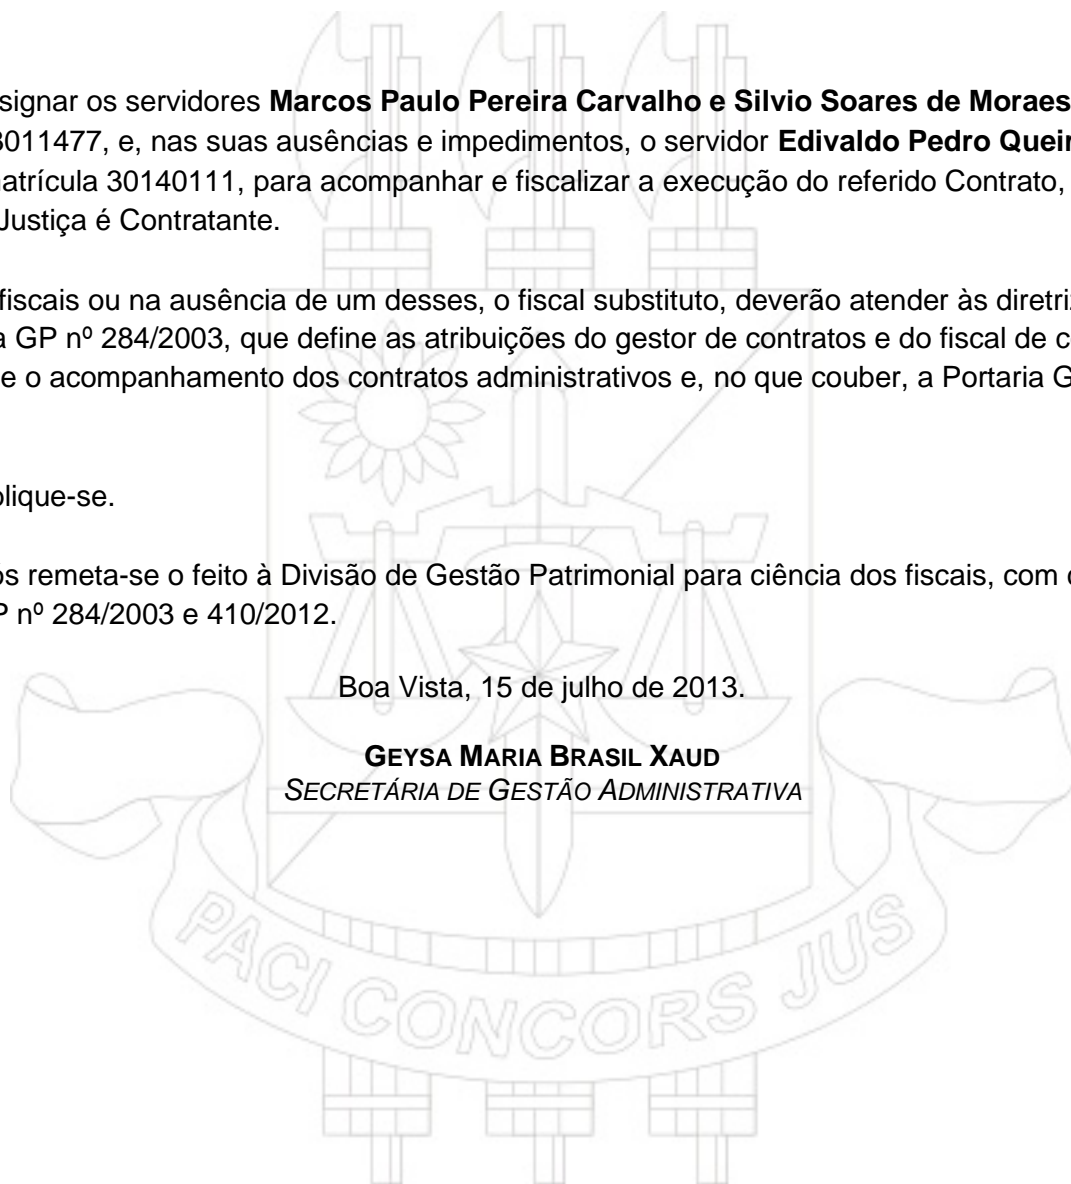 signar os servidores Marcos Paulo Pereira Carvalho e Silvio Soares de Moraes
3011477, e, nas suas ausências e impedimentos, o servidor Edivaldo Pedro Quei
matrícula 30140111, para acompanhar e fiscalizar a execução do referido Contrato,
Justiça é Contratante.
fiscais ou na ausência de um desses, o fiscal substituto, deverão atender às diretri
a GP nº 284/2003, que define as atribuições do gestor de contratos e do fiscal de c
e o acompanhamento dos contratos administrativos e, no que couber, a Portaria G
blique-se.
os remeta-se o feito à Divisão de Gestão Patrimonial para ciência dos fiscais, com
P nº 284/2003 e 410/2012.
Boa Vista, 15 de julho de 2013.
GEYSA MARIA BRASIL XAUD
SECRETÁRIA DE GESTÃO ADMINISTRATIVA
PACI CONCORS JUS